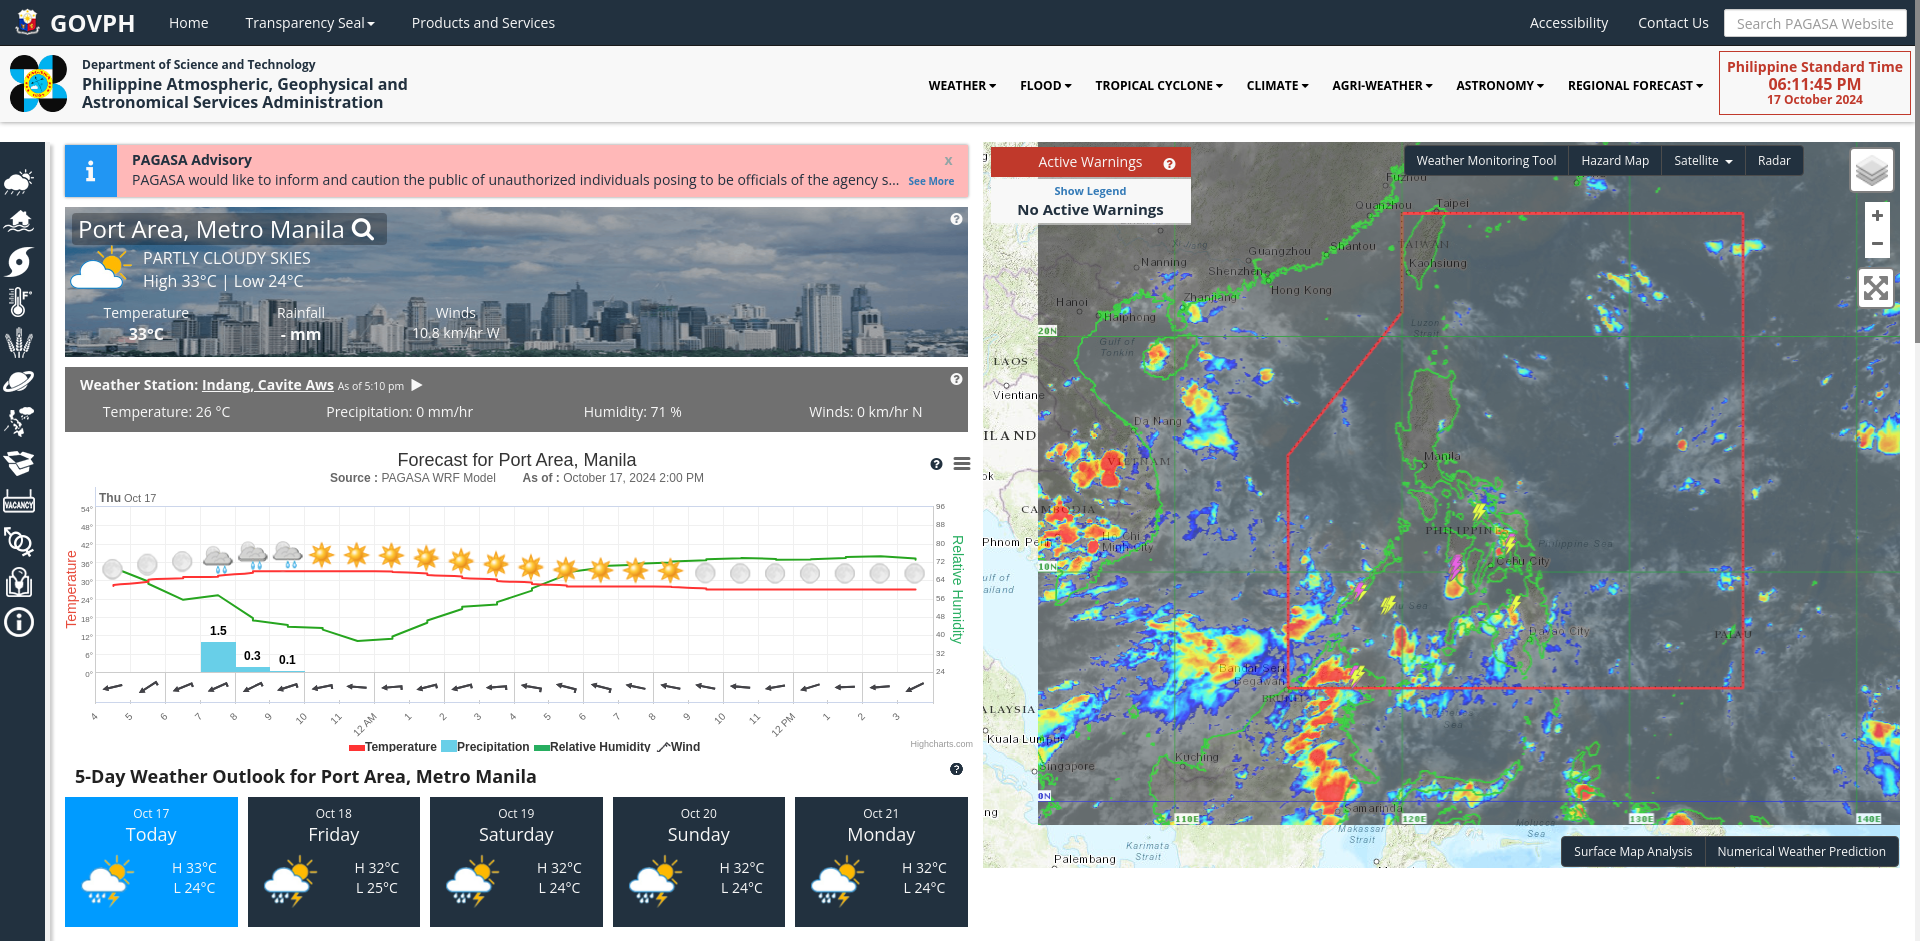 GOVPH
Home
Transparency Seal
Products and Services
Accessibility
Contact Us
Search PAGASA Website
Department of Science and Technology
Philippine Atmospheric, Geophysical and
Astronomical Services Administration
WEATHER
FLOOD
TROPICAL CYCLONE
CLIMATE
AGRI-WEATHER
ASTRONOMY
REGIONAL FORECAST
Philippine Standard Time
06:11:45 PM
17 October 2024
PAGASA Advisory
x
PAGASA would like to inform and caution the public of unauthorized individuals posing to be officials of the agency s... See More
Port Area, Metro Manila
PARTLY CLOUDY SKIES
High 33°C | Low 24°C
Temperature Rainfall Winds
33°C - mm 10.8 km/hr W
Weather Station: Indang, Cavite Aws As of 5:10 pm
Temperature: 26 °C Precipitation: 0 mm/hr Humidity: 71 % Winds: 0 km/hr N
Forecast for Port Area, Manila
Source : PAGASA WRF Model As of : October 17, 2024 2:00 PM
Thu Oct 17
54°
48°
42°
36°
30°
24°
18°
12°
6°
0°
Temperature
96
88
80
72
64
56
48
40
32
24
Relative Humidity
1.5
0.3
0.1
4 5 6 7 8 9 10 11 12 AM 1 2 3 4 5 6 7 8 9 10 11 12 PM 1 2 3
Temperature Precipitation Relative Humidity Wind
Highcharts.com
5-Day Weather Outlook for Port Area, Metro Manila
Oct 17
Today
H 33°C
L 24°C
Oct 18
Friday
H 32°C
L 25°C
Oct 19
Saturday
H 32°C
L 24°C
Oct 20
Sunday
H 32°C
L 24°C
Oct 21
Monday
H 32°C
L 24°C
VACANCY
Active Warnings
Show Legend
No Active Warnings
Weather Monitoring Tool
Hazard Map
Satellite
Radar
+
−
Fuzhou
Quanzhou
Taipei
Shantou
TAIWAN
Guangzhou
Kaohsiung
Nanning
Shenzhen
Hong Kong
Zhanjiang
Hanoi
Haiphong
Luzon
Strait
20N
Gulf of
Tonkin
LAOS
Vientiane
Da Nang
ILAND
VIETNAM
Manila
ok
CAMBODIA
PHILIPPINES
Phnom Penh
Ho Chi
Minh City
Philippine Sea
Cebu City
10N
ulf of
ailand
u Sea
Davao City
PALAU
Bandar Seri
Begawan
BRUNEI
ALAYSIA
Sea
Kuala Lumpur
Kuching
Singapore
0N
ng
Samarinda
110E
120E
130E
140E
Makassar
Strait
Molucca
Sea
Karimata
Strait
Palembang
Surface Map Analysis
Numerical Weather Prediction